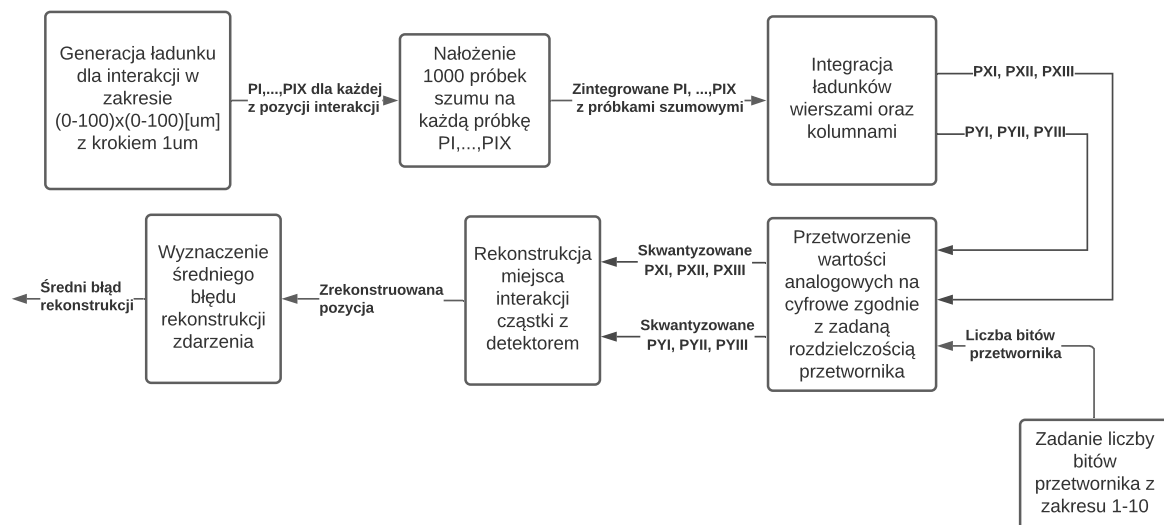 Generacja ładunku
dla interakcji w
zakresie
(0-100)x(0-100)[um]
z krokiem 1um
PI,...,PIX dla każdej
z pozycji interakcji
Nałożenie
1000 próbek
szumu na
każdą próbkę
PI,...,PIX
Zintegrowane PI, ...,PIX
z próbkami szumowymi
Integracja
ładunków
wierszami oraz
kolumnami
PXI, PXII, PXIII
PYI, PYII, PYIII
Przetworzenie
wartości
analogowych na
cyfrowe zgodnie
z zadaną
rozdzielczością
przetwornika
Liczba bitów
przetwornika
Zadanie liczby
bitów
przetwornika z
zakresu 1-10
Skwantyzowane
PXI, PXII, PXIII
Skwantyzowane
PYI, PYII, PYIII
Rekonstrukcja
miejsca
interakcji
cząstki z
detektorem
Zrekonstruowana
pozycja
Wyznaczenie
średniego
błędu
rekonstrukcji
zdarzenia
Średni błąd
rekonstrukcji